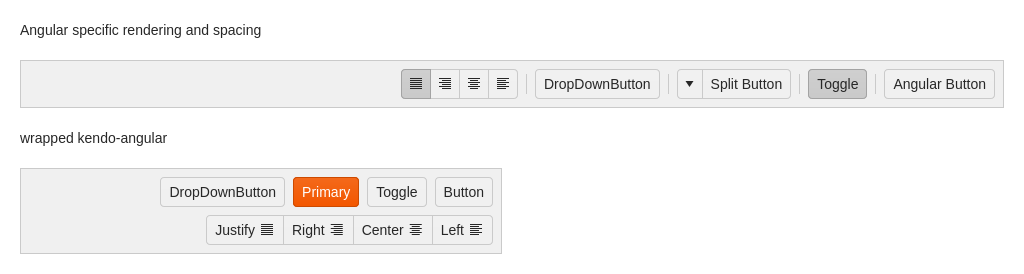 Angular specific rendering and spacing
DropDownButton Split Button Toggle Angular Button
wrapped kendo-angular
DropDownButton Primary Toggle Button
Justify Right Center Left